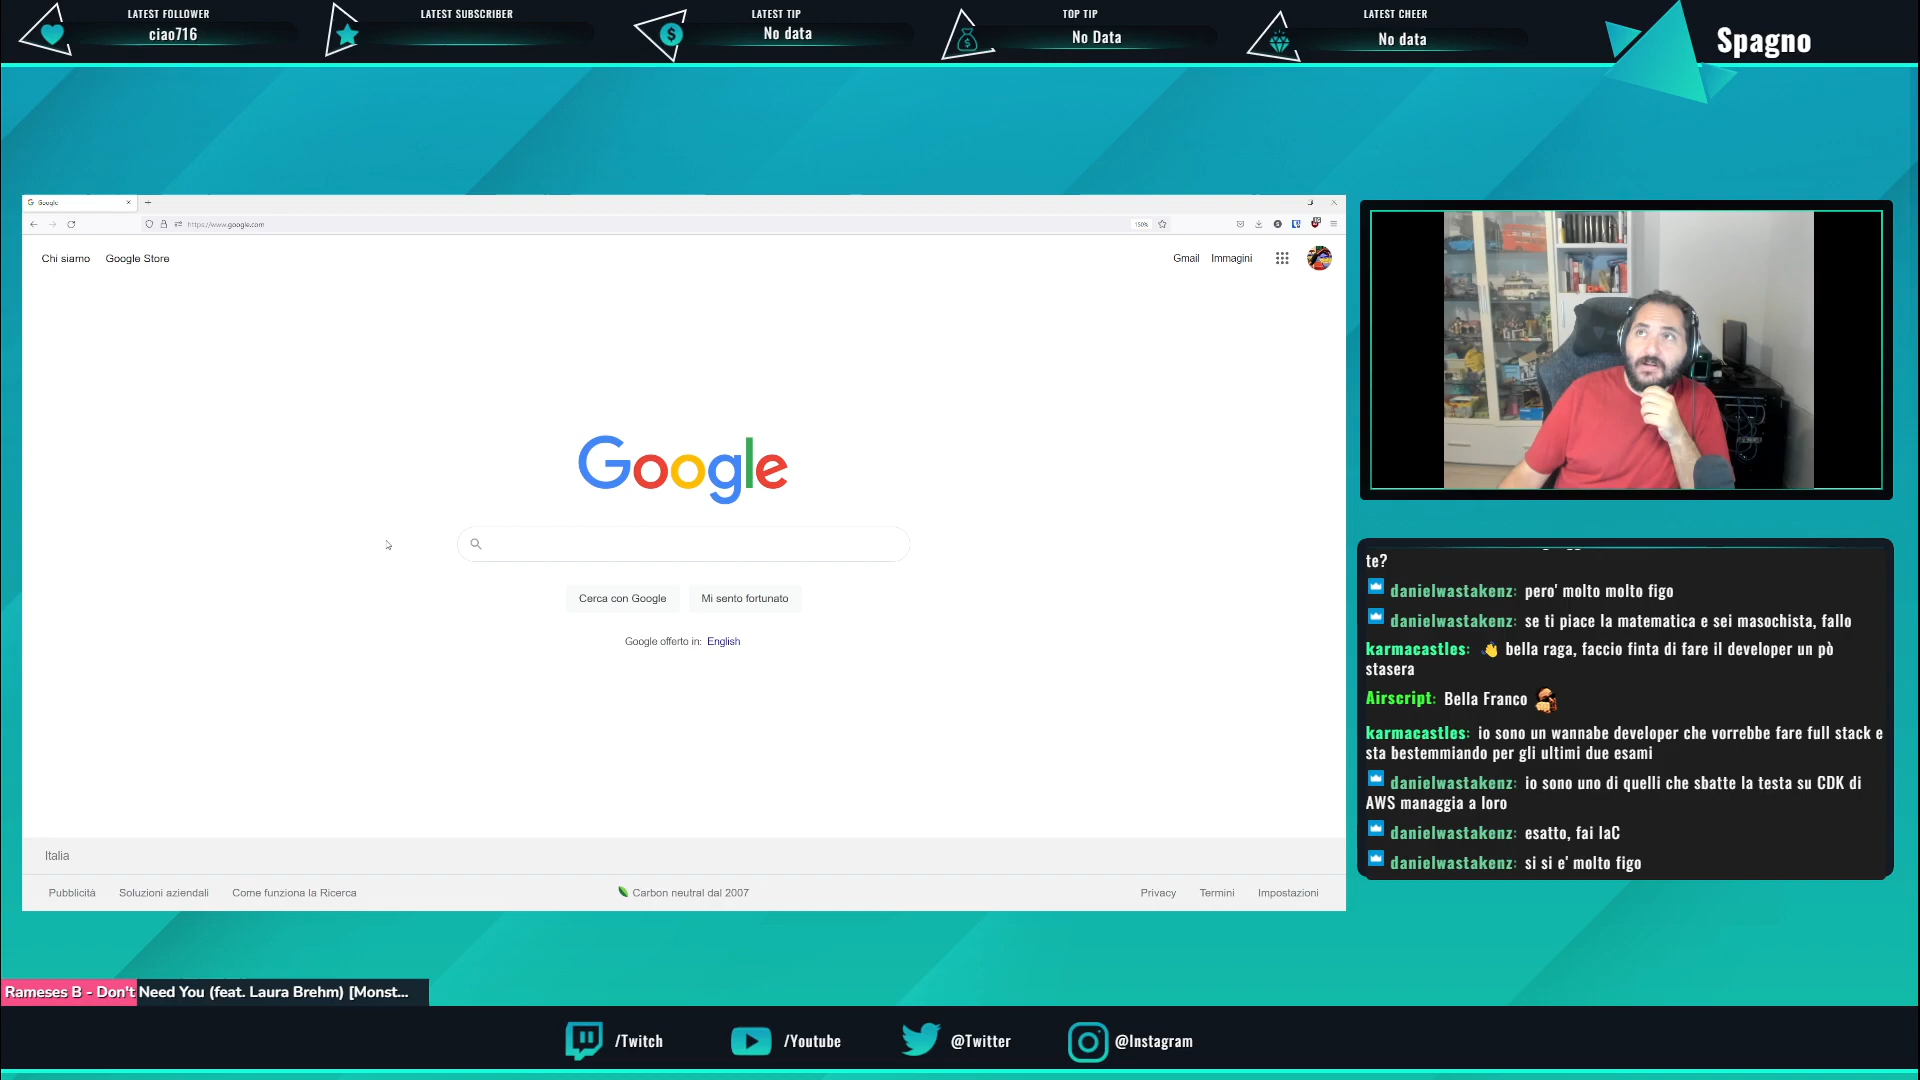 LATEST FOLLOWER
ciao716
LATEST SUBSCRIBER
LATEST TIP
No data
TOP TIP
No Data
LATEST CHEER
No data
Spagno
Google
https://www.google.com
150%
Chi siamo
Google Store
Gmail
Immagini
Google
Cerca con Google
Mi sento fortunato
Google offerto in: English
Italia
Pubblicità
Soluzioni aziendali
Come funziona la Ricerca
Carbon neutral dal 2007
Privacy
Termini
Impostazioni
te?
danielwastakenz: pero' molto molto figo
danielwastakenz: se ti piace la matematica e sei masochista, fallo
karmacastles: 👋 bella raga, faccio finta di fare il developer un pò
stasera
Airscript: Bella Franco
karmacastles: io sono un wannabe developer che vorrebbe fare full stack e
sta bestemmiando per gli ultimi due esami
danielwastakenz: io sono uno di quelli che sbatte la testa su CDK di
AWS managgia a loro
danielwastakenz: esatto, fai IaC
danielwastakenz: si si e' molto figo
Rameses B - Don't Need You (feat. Laura Brehm) [Monst...
/Twitch
/Youtube
@Twitter
@Instagram